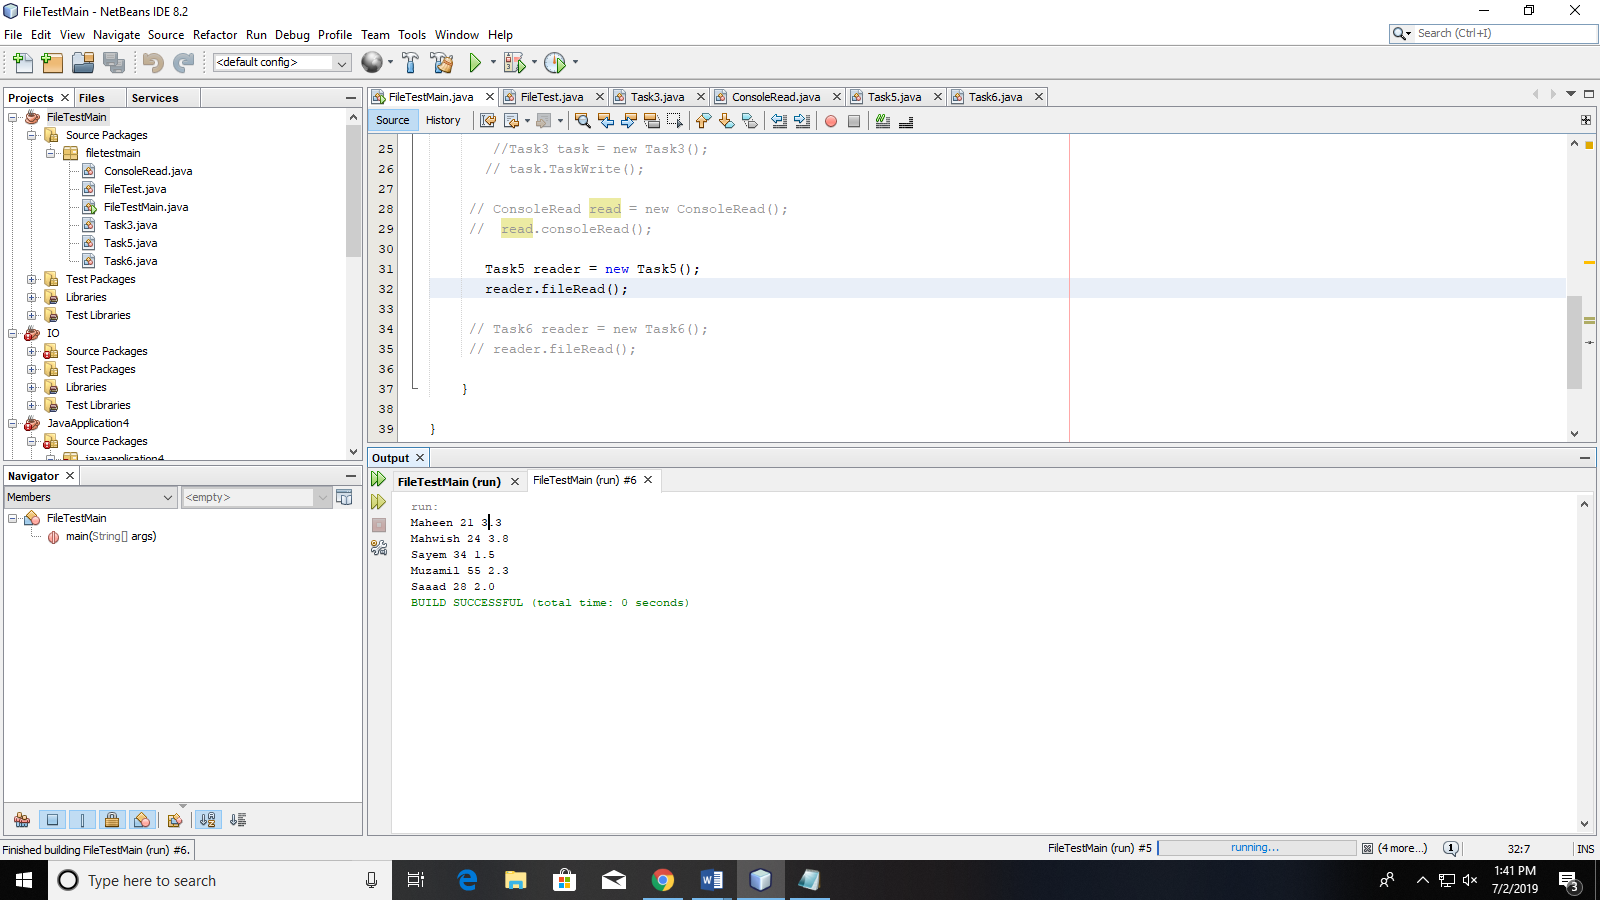 FileTestMain - NetBeans IDE 8.2
File Edit View Navigate Source Refactor Run Debug Profile Team Tools Window Help
Search (Ctrl+I)
<default config>
Projects Files Services
FileTestMain
Source Packages
filetestmain
ConsoleRead.java
FileTest.java
FileTestMain.java
Task3.java
Task5.java
Task6.java
Test Packages
Libraries
Test Libraries
IO
Source Packages
Test Packages
Libraries
Test Libraries
JavaApplication4
Source Packages
javaapplication4
Navigator
Members <empty>
FileTestMain
main(String[] args)
FileTestMain.java FileTest.java Task3.java ConsoleRead.java Task5.java Task6.java
Source History
25 //Task3 task = new Task3();
26 // task.TaskWrite();
27
28 // ConsoleRead read = new ConsoleRead();
29 // read.consoleRead();
30
31 Task5 reader = new Task5();
32 reader.fileRead();
33
34 // Task6 reader = new Task6();
35 // reader.fileRead();
36
37 }
38
39 }
Output
FileTestMain (run) FileTestMain (run) #6
run:
Maheen 21 3.3
Mahwish 24 3.8
Sayem 34 1.5
Muzamil 55 2.3
Saaad 28 2.0
BUILD SUCCESSFUL (total time: 0 seconds)
Finished building FileTestMain (run) #6.
FileTestMain (run) #5 running... (4 more...) 1 32:7 INS
Type here to search
1:41 PM
7/2/2019
3